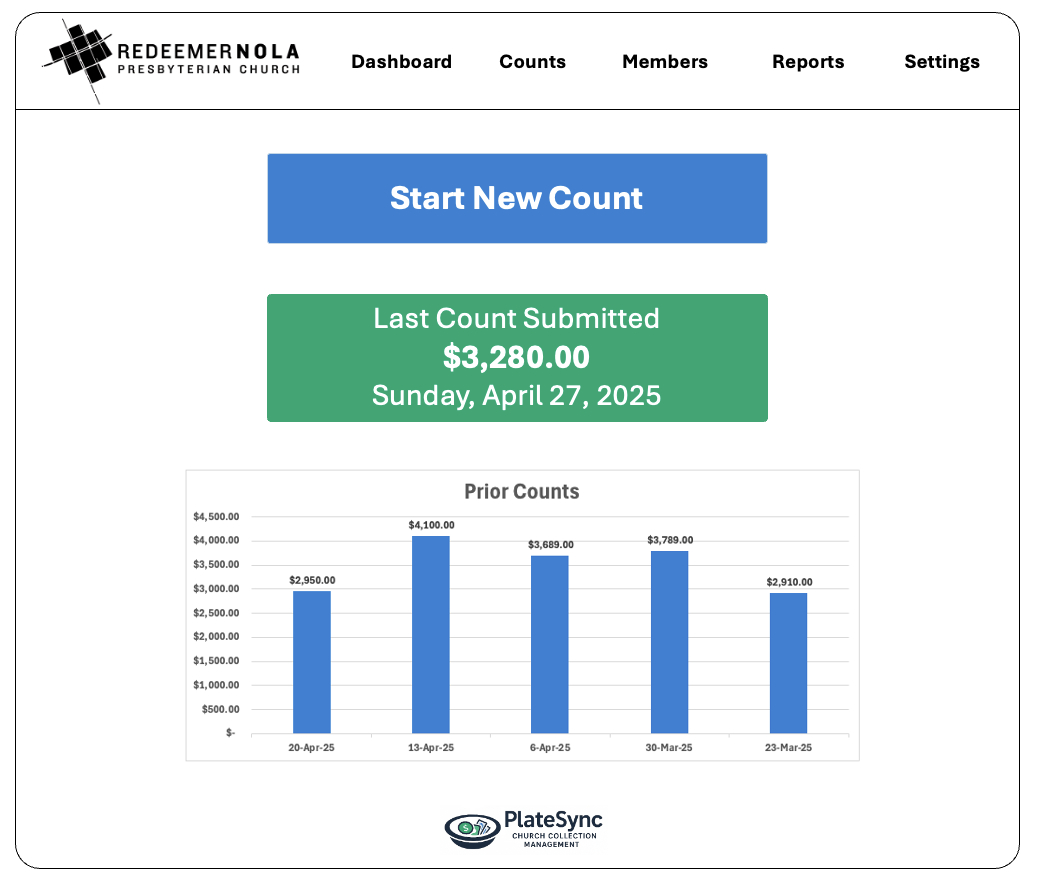 REDEEMERNOLA
PRESBYTERIAN CHURCH
Dashboard Counts Members Reports Settings
Start New Count
Last Count Submitted
$3,280.00
Sunday, April 27, 2025
Prior Counts
$4,500.00
$4,000.00
$3,500.00
$3,000.00
$2,500.00
$2,000.00
$1,500.00
$1,000.00
$500.00
$-
$2,950.00
$4,100.00
$3,689.00
$3,789.00
$2,910.00
20-Apr-25 13-Apr-25 6-Apr-25 30-Mar-25 23-Mar-25
$
PlateSync
CHURCH COLLECTION
MANAGEMENT